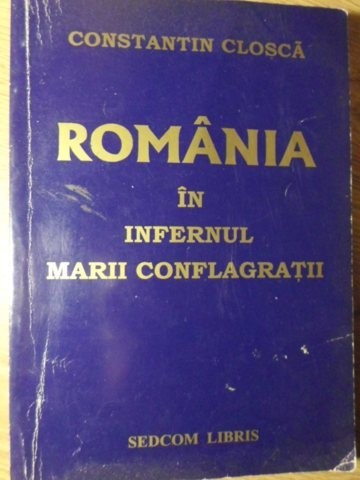 CONSTANTIN CLOȘCĂ
ROMÂNIA
ÎN
INFERNUL
MARII CONFLAGRAȚII
SEDCOM LIBRIS